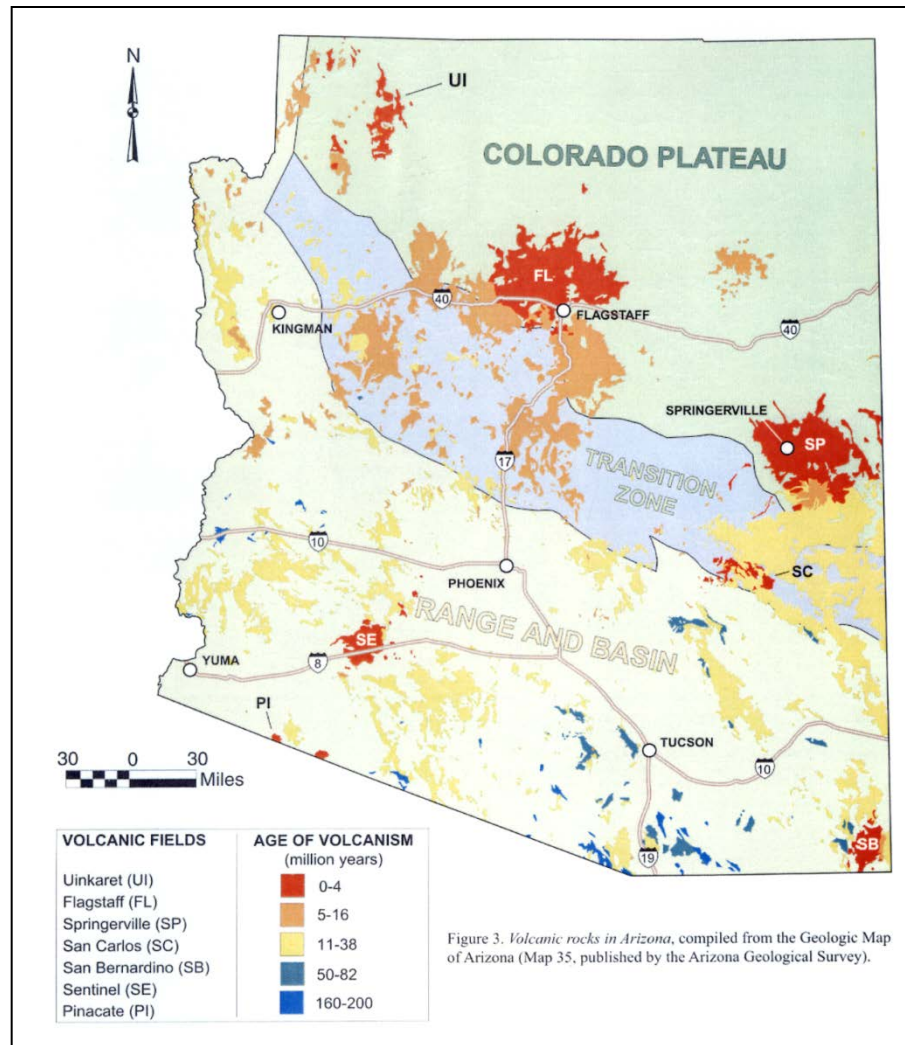 N
UI
COLORADO PLATEAU
FL
40
FLAGSTAFF
KINGMAN
40
SPRINGERVILLE
SP
17
TRANSITION
ZONE
10
PHOENIX
SC
RANGE AND BASIN
SE
YUMA
8
PI
TUCSON
10
30 0 30
Miles
19
SB
VOLCANIC FIELDS
Uinkaret (UI)
Flagstaff (FL)
Springerville (SP)
San Carlos (SC)
San Bernardino (SB)
Sentinel (SE)
Pinacate (PI)
AGE OF VOLCANISM
(million years)
0-4
5-16
11-38
50-82
160-200
Figure 3. Volcanic rocks in Arizona, compiled from the Geologic Map
of Arizona (Map 35, published by the Arizona Geological Survey).